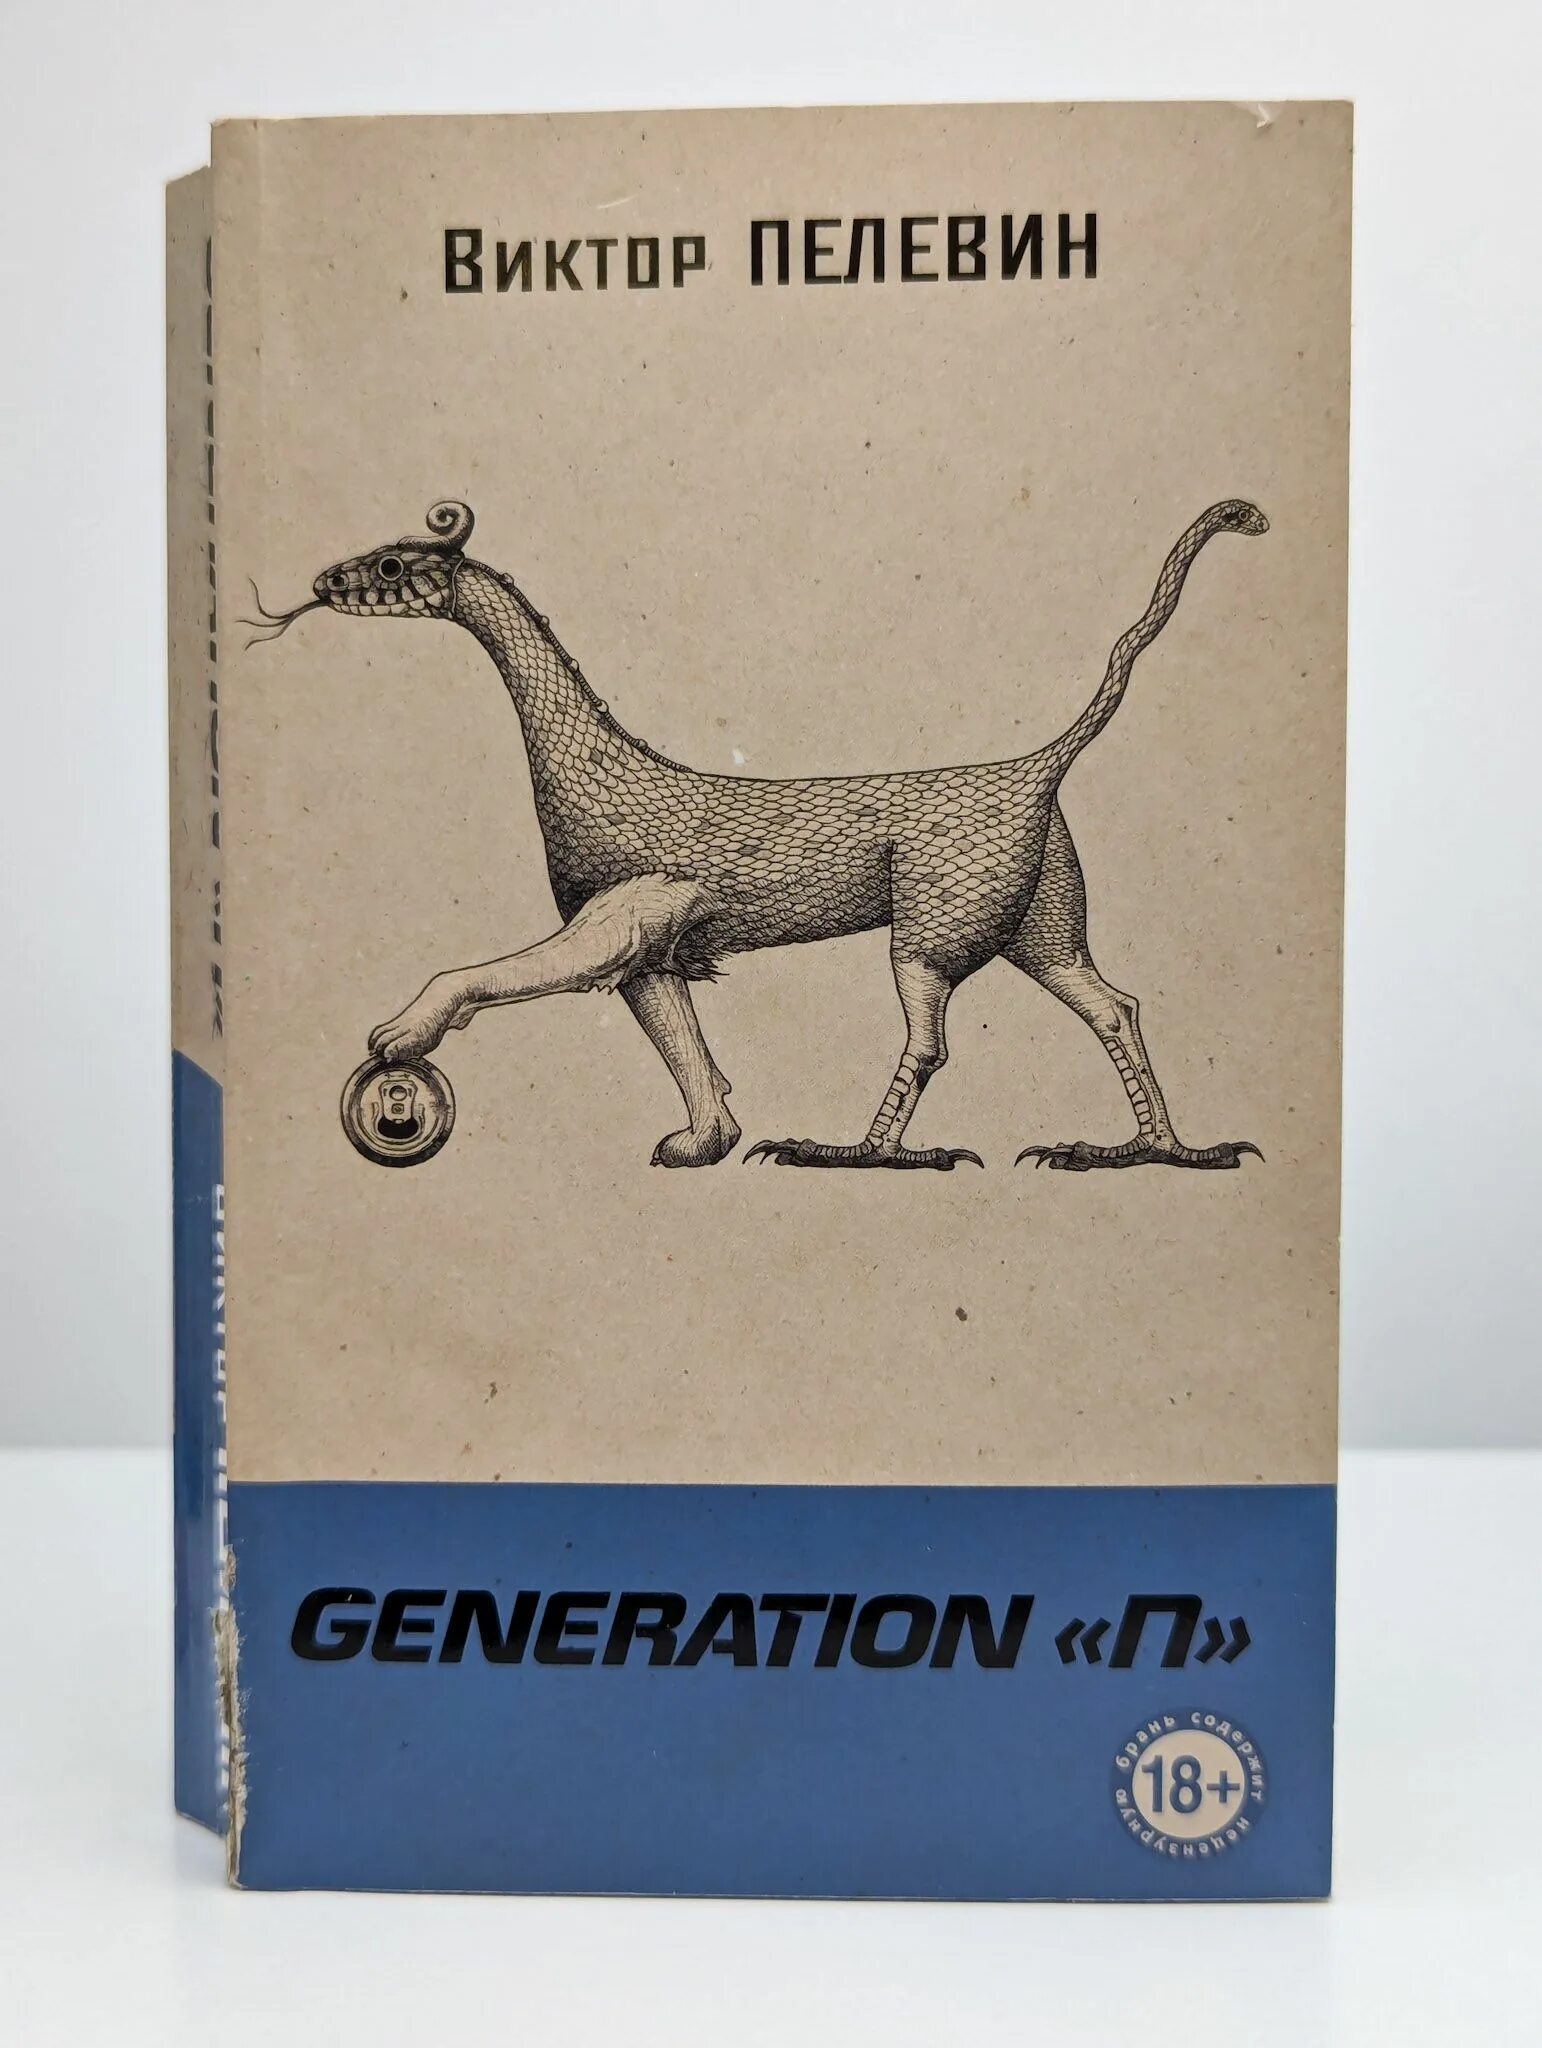 Виктор ПЕЛЕВИН
GENERATION «П»
содержит нецензурную брань
18+